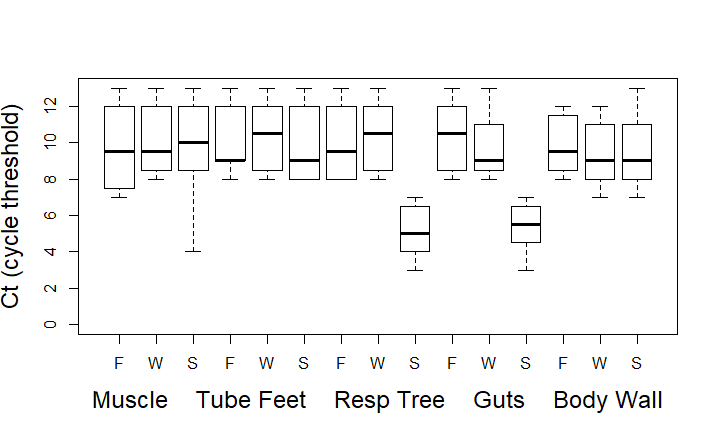 Ct (cycle threshold)
12
10
8
6
4
2
0
F W S F W S F W S F W S F W S
Muscle Tube Feet Resp Tree Guts Body Wall